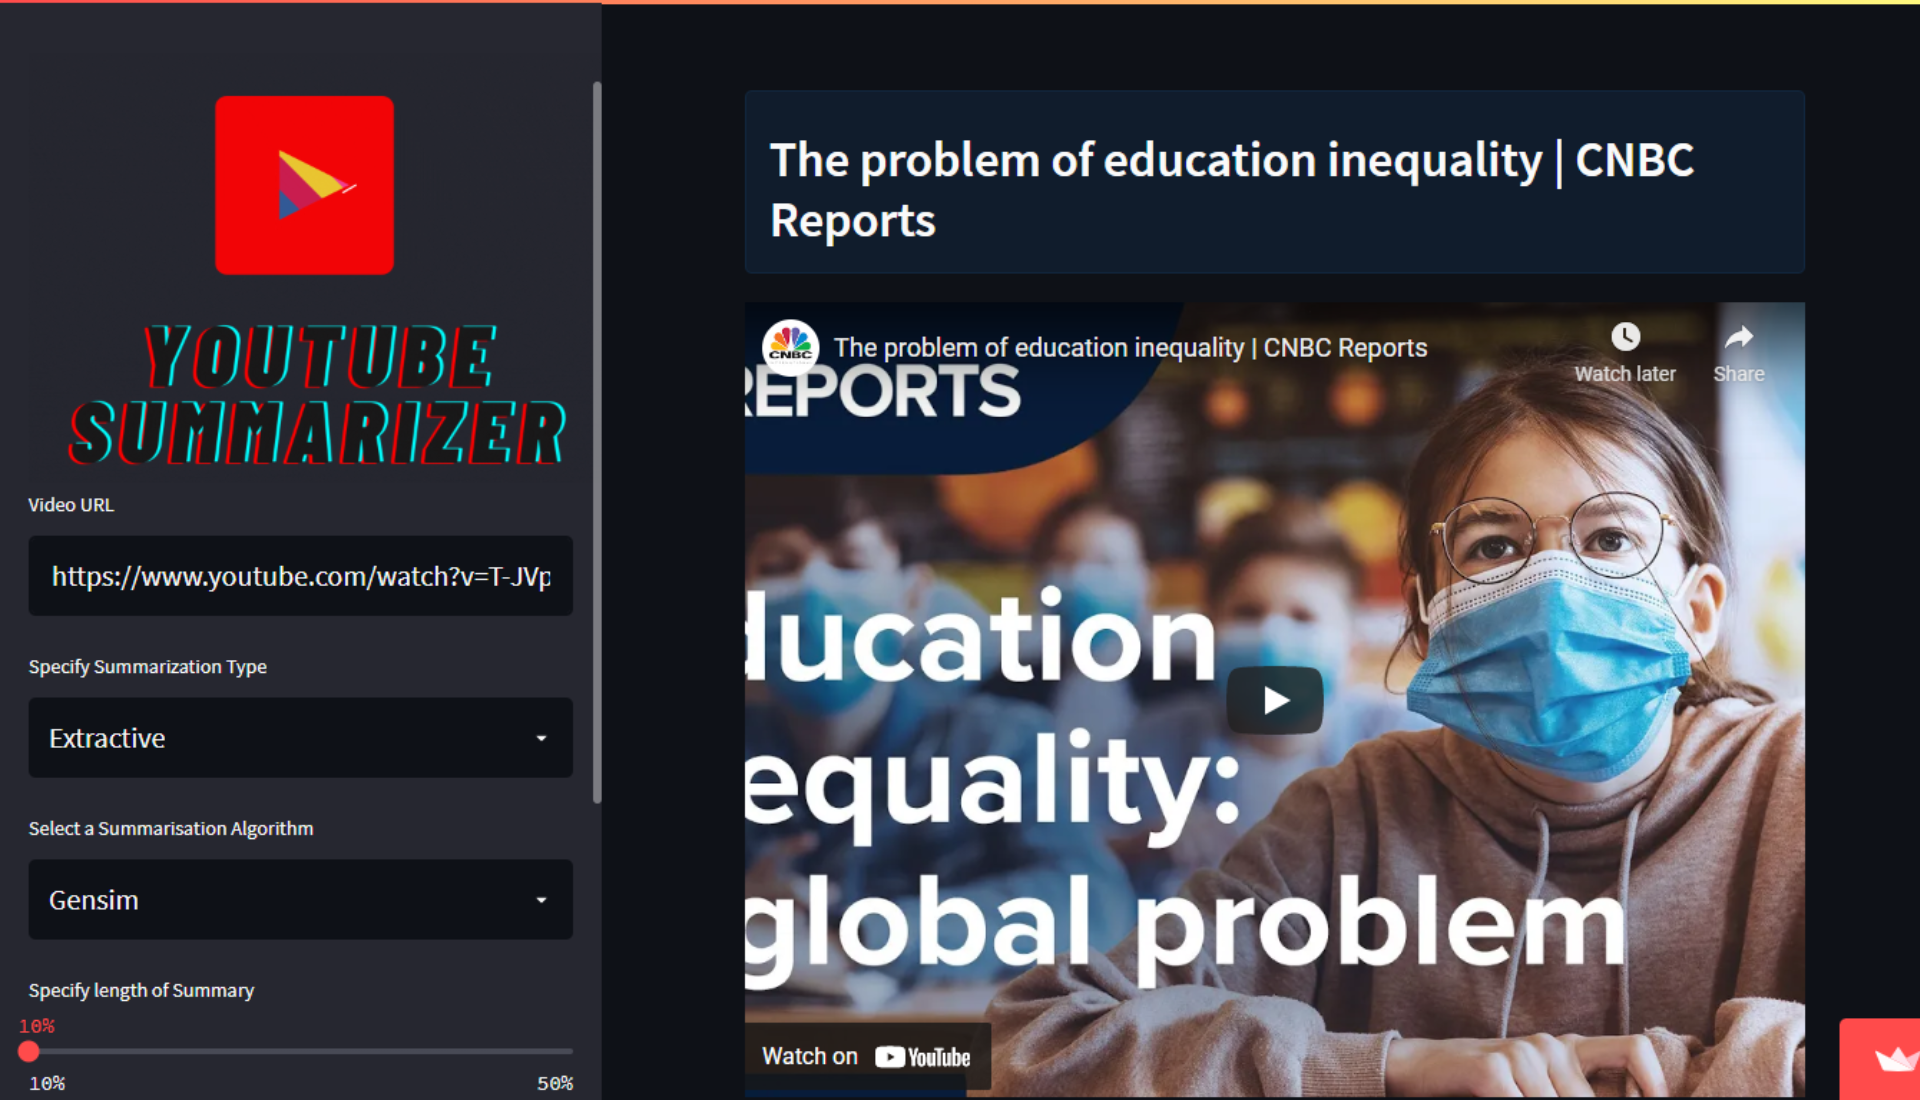 YOUTUBE
SUMMARIZER
Video URL
https://www.youtube.com/watch?v=T-JVp
Specify Summarization Type
Extractive
Select a Summarisation Algorithm
Gensim
Specify length of Summary
10%
10% 50%
The problem of education inequality | CNBC
Reports
CNBC
The problem of education inequality | CNBC Reports
Watch later
Share
REPORTS
ducation
equality:
global problem
Watch on YouTube